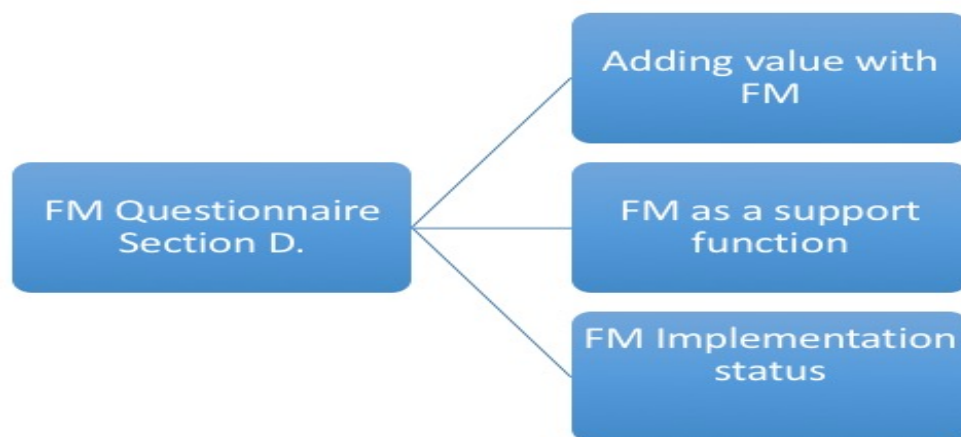 Adding value with
FM
FM Questionnaire
Section D.
FM as a support
function
FM Implementation
status